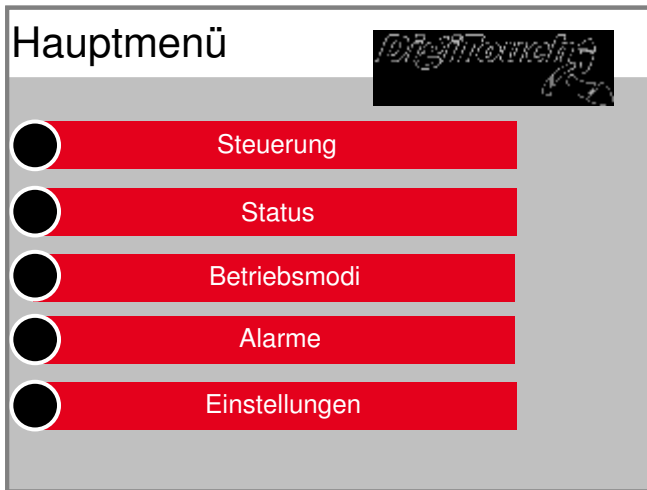 Hauptmenü
DigiTouch
Steuerung
Status
Betriebsmodi
Alarme
Einstellungen